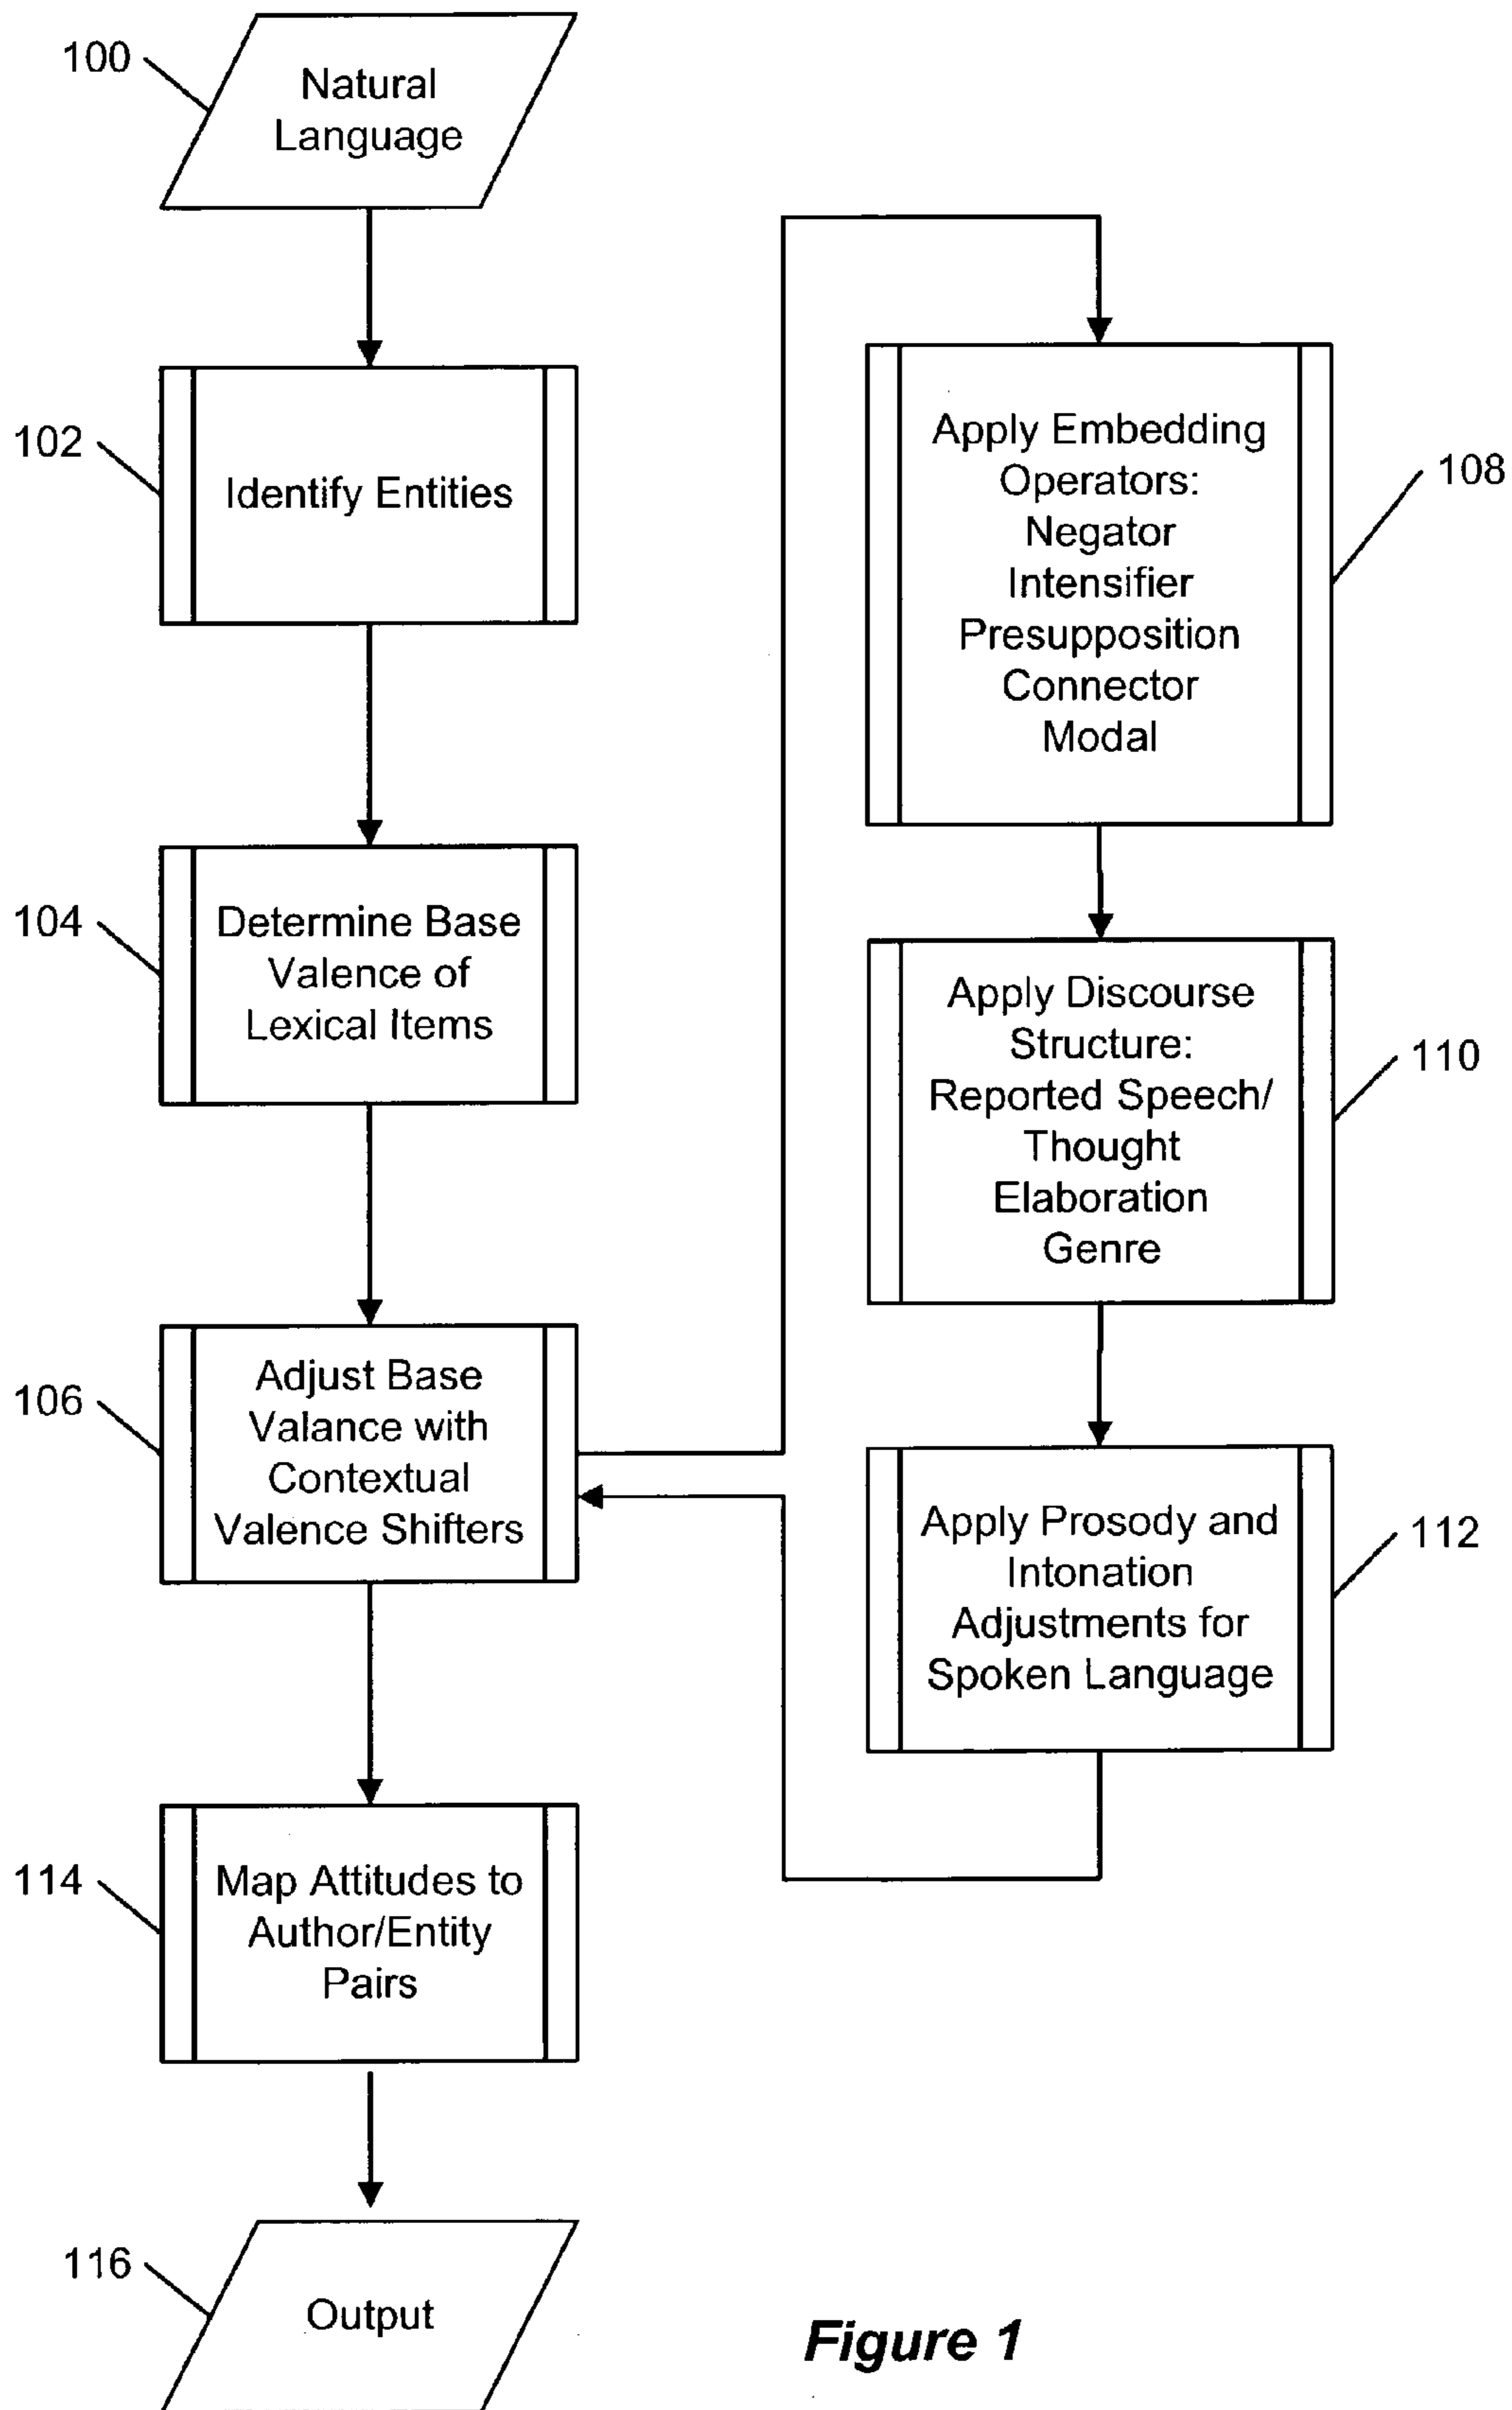 100
Natural
Language
102
Identify Entities
104
Determine Base
Valence of
Lexical Items
106
Adjust Base
Valance with
Contextual
Valence Shifters
108
Apply Embedding
Operators:
Negator
Intensifier
Presupposition
Connector
Modal
110
Apply Discourse
Structure:
Reported Speech/
Thought
Elaboration
Genre
112
Apply Prosody and
Intonation
Adjustments for
Spoken Language
114
Map Attitudes to
Author/Entity
Pairs
116
Output
Figure 1